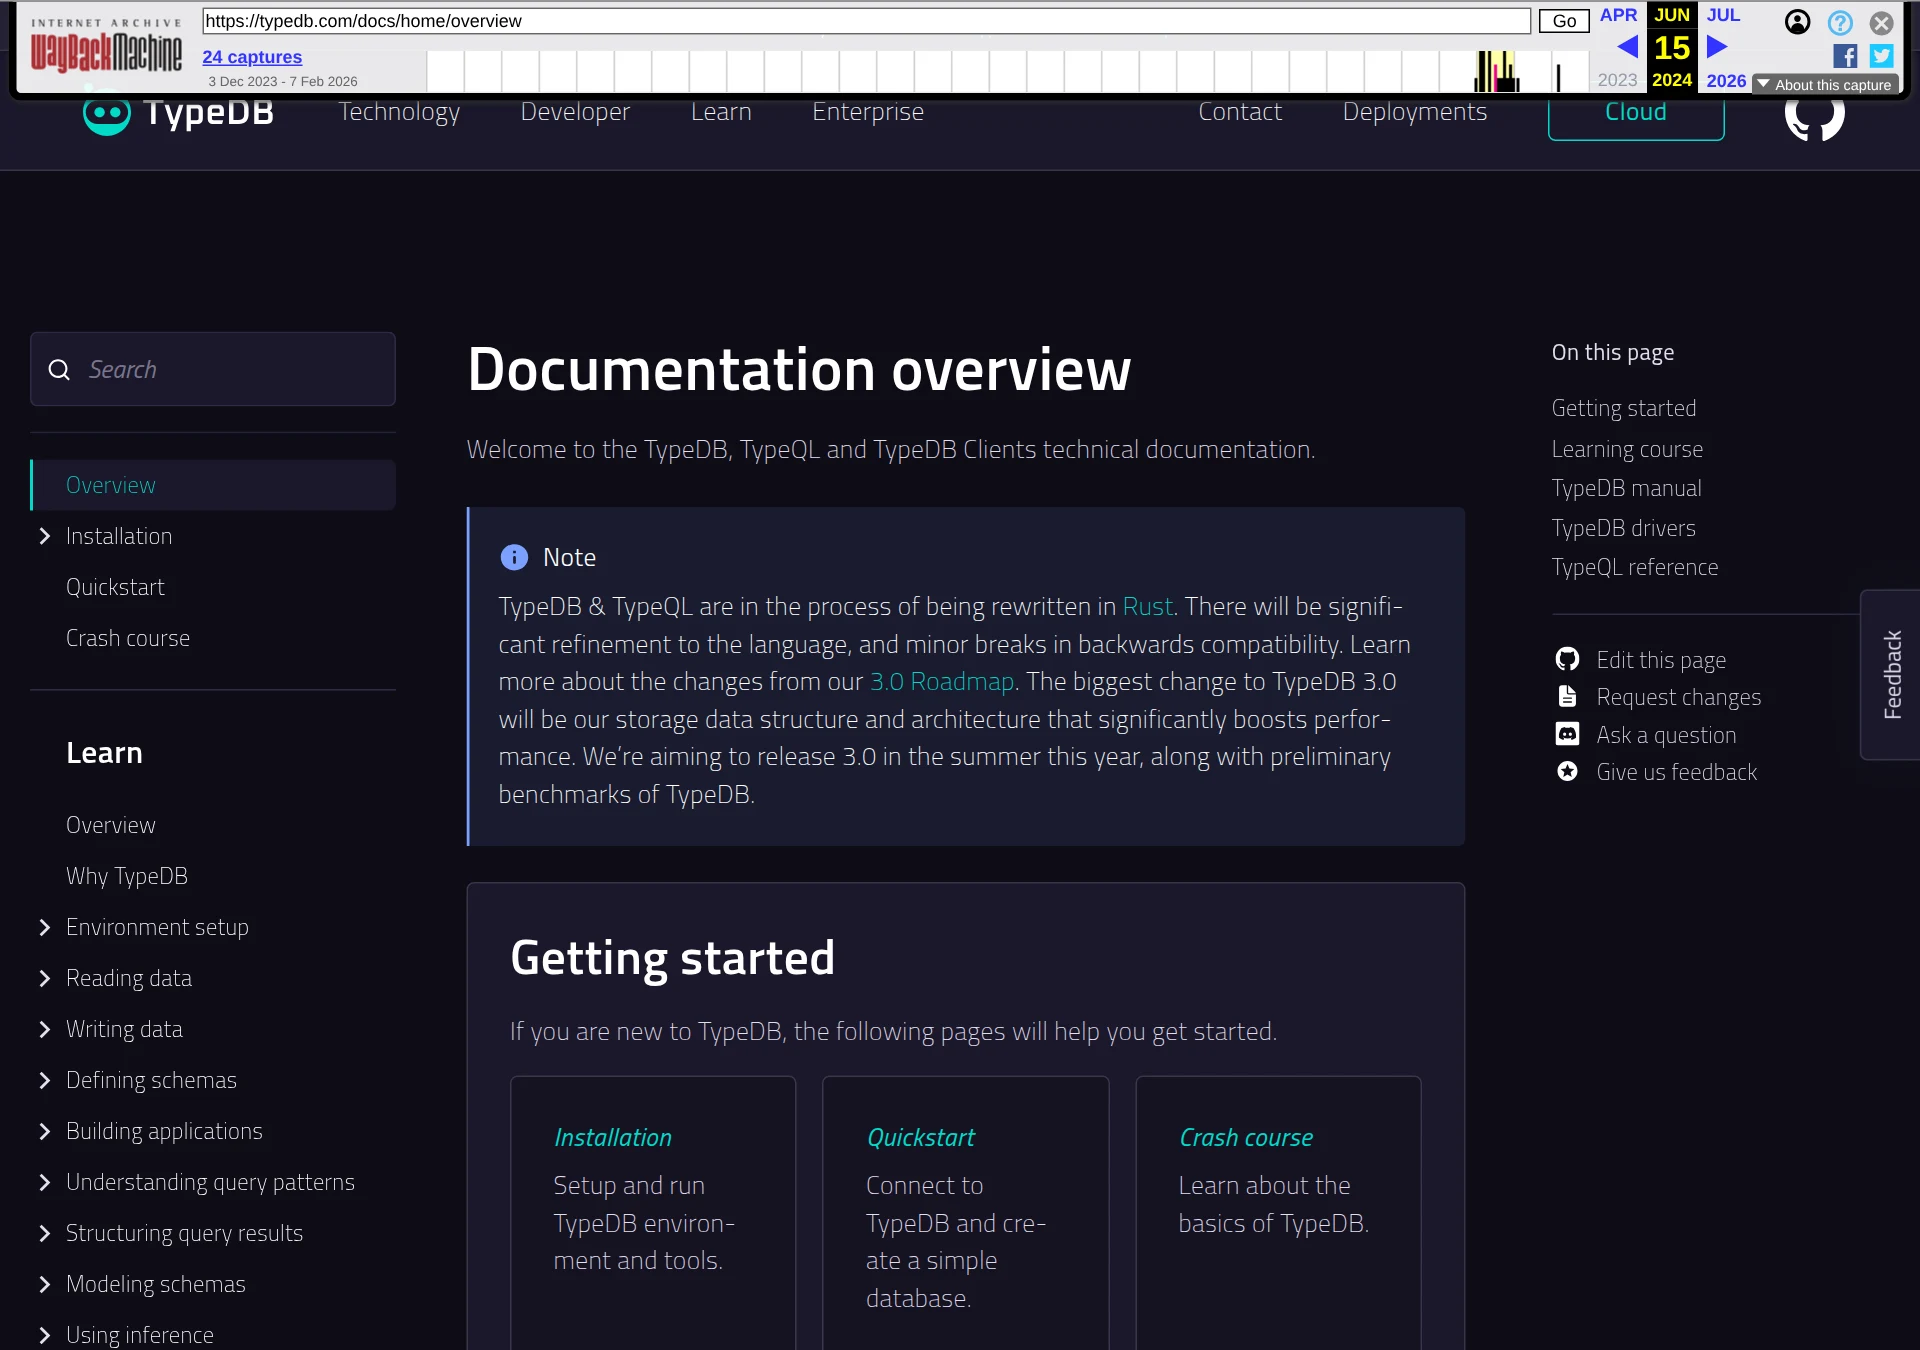 INTERNET ARCHIVE
WayBackMachine
https://typedb.com/docs/home/overview
Go
24 captures
3 Dec 2023 - 7 Feb 2026
APR JUN JUL
15
2023 2024 2026
About this capture
TypeDB
Technology
Developer
Learn
Enterprise
Contact
Deployments
Cloud
Search
Overview
Installation
Quickstart
Crash course
Learn
Overview
Why TypeDB
Environment setup
Reading data
Writing data
Defining schemas
Building applications
Understanding query patterns
Structuring query results
Modeling schemas
Using inference
Documentation overview
Welcome to the TypeDB, TypeQL and TypeDB Clients technical documentation.
Note
TypeDB & TypeQL are in the process of being rewritten in Rust. There will be signifi-
cant refinement to the language, and minor breaks in backwards compatibility. Learn
more about the changes from our 3.0 Roadmap. The biggest change to TypeDB 3.0
will be our storage data structure and architecture that significantly boosts perfor-
mance. We're aiming to release 3.0 in the summer this year, along with preliminary
benchmarks of TypeDB.
Getting started
If you are new to TypeDB, the following pages will help you get started.
Installation
Setup and run
TypeDB environ-
ment and tools.
Quickstart
Connect to
TypeDB and cre-
ate a simple
database.
Crash course
Learn about the
basics of TypeDB.
On this page
Getting started
Learning course
TypeDB manual
TypeDB drivers
TypeQL reference
Edit this page
Request changes
Ask a question
Give us feedback
Feedback